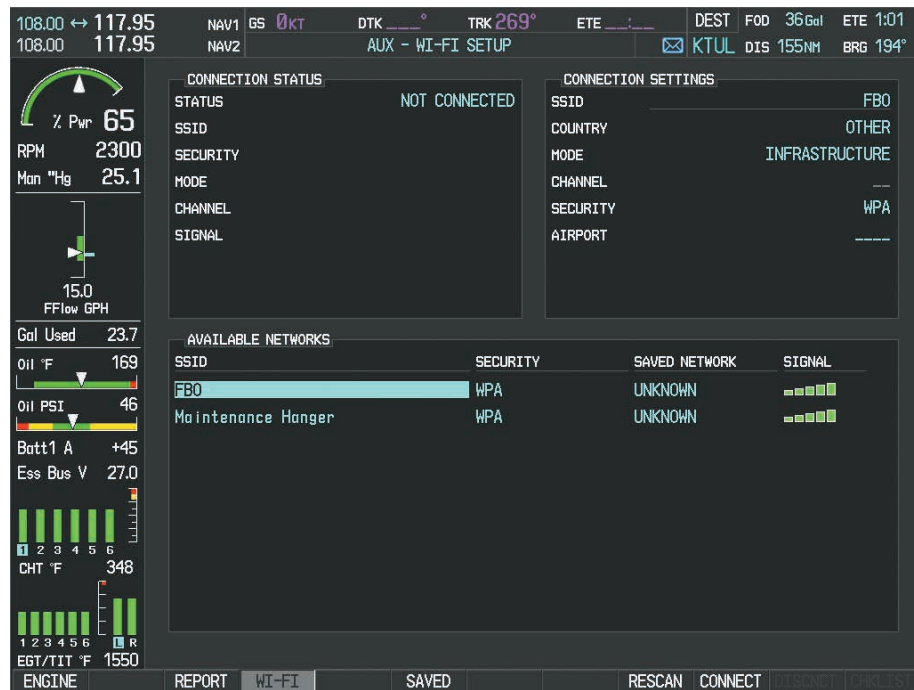 108.00 ↔ 117.95 NAV1 GS 0KT DTK ___° TRK 269° ETE __:__ DEST FOD 36Gal ETE 1:01
108.00 117.95 NAV2 AUX - WI-FI SETUP KTUL DIS 155NM BRG 194°
% Pwr 65
RPM 2300
Man "Hg 25.1
15.0
FFlow GPH
Gal Used 23.7
Oil °F 169
Oil PSI 46
Batt1 A +45
Ess Bus V 27.0
1 2 3 4 5 6
CHT °F 348
1 2 3 4 5 6 L R
EGT/TIT °F 1550
CONNECTION STATUS
STATUS NOT CONNECTED
SSID
SECURITY
MODE
CHANNEL
SIGNAL
CONNECTION SETTINGS
SSID FBO
COUNTRY OTHER
MODE INFRASTRUCTURE
CHANNEL __
SECURITY WPA
AIRPORT ____
AVAILABLE NETWORKS
SSID SECURITY SAVED NETWORK SIGNAL
FBO WPA UNKNOWN
Maintenance Hanger WPA UNKNOWN
ENGINE REPORT WI-FI SAVED RESCAN CONNECT DISCNCT CHKLIST